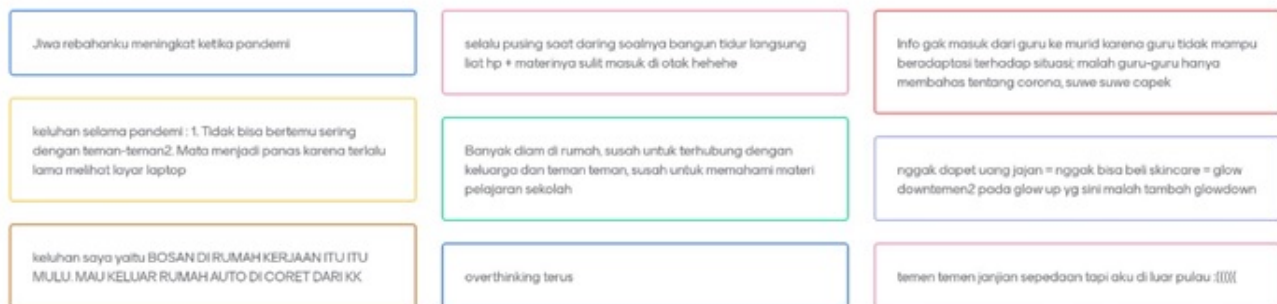 Jiwa rebahanku meningkat ketika pandemi
keluhan selama pandemi : 1. Tidak bisa bertemu sering
dengan teman-teman2. Mata menjadi panas karena terlalu
lama melihat layar laptop
keluhan saya yaitu BOSAN DI RUMAH KERJAAN ITU ITU
MULU. MAU KELUAR RUMAH AUTO DI CORET DARI KK
selalu pusing saat daring soalnya bangun tidur langsung
liat hp + materinya sulit masuk di otak hehehe
Banyak diam di rumah, susah untuk terhubung dengan
keluarga dan teman teman, susah untuk memahami materi
pelajaran sekolah
overthinking terus
Info gak masuk dari guru ke murid karena guru tidak mampu
beradaptasi terhadap situasi; malah guru-guru hanya
membahas tentang corona, suwe suwe capek
nggak dapet uang jajan = nggak bisa beli skincare = glow
downtemen2 pada glow up yg sini malah tambah glowdown
temen temen janjian sepedaan tapi aku di luar pulau